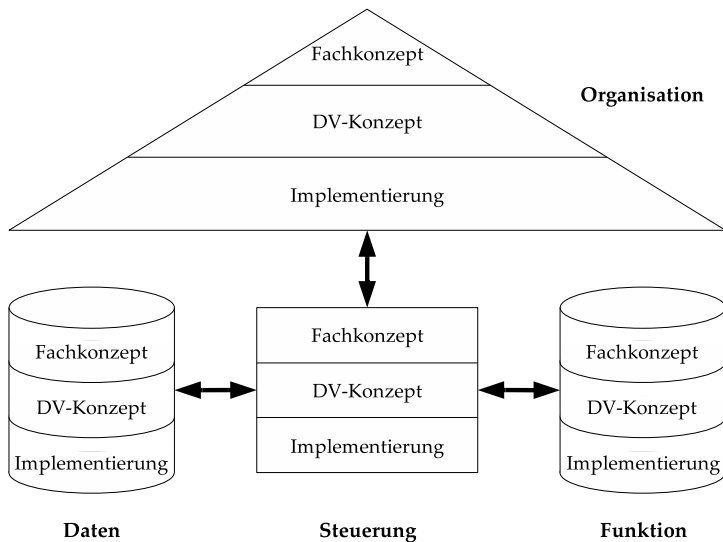 Fachkonzept
Organisation
DV-Konzept
Implementierung
Fachkonzept
Fachkonzept
Fachkonzept
DV-Konzept
DV-Konzept
DV-Konzept
Implementierung
Implementierung
Implementierung
Daten
Steuerung
Funktion